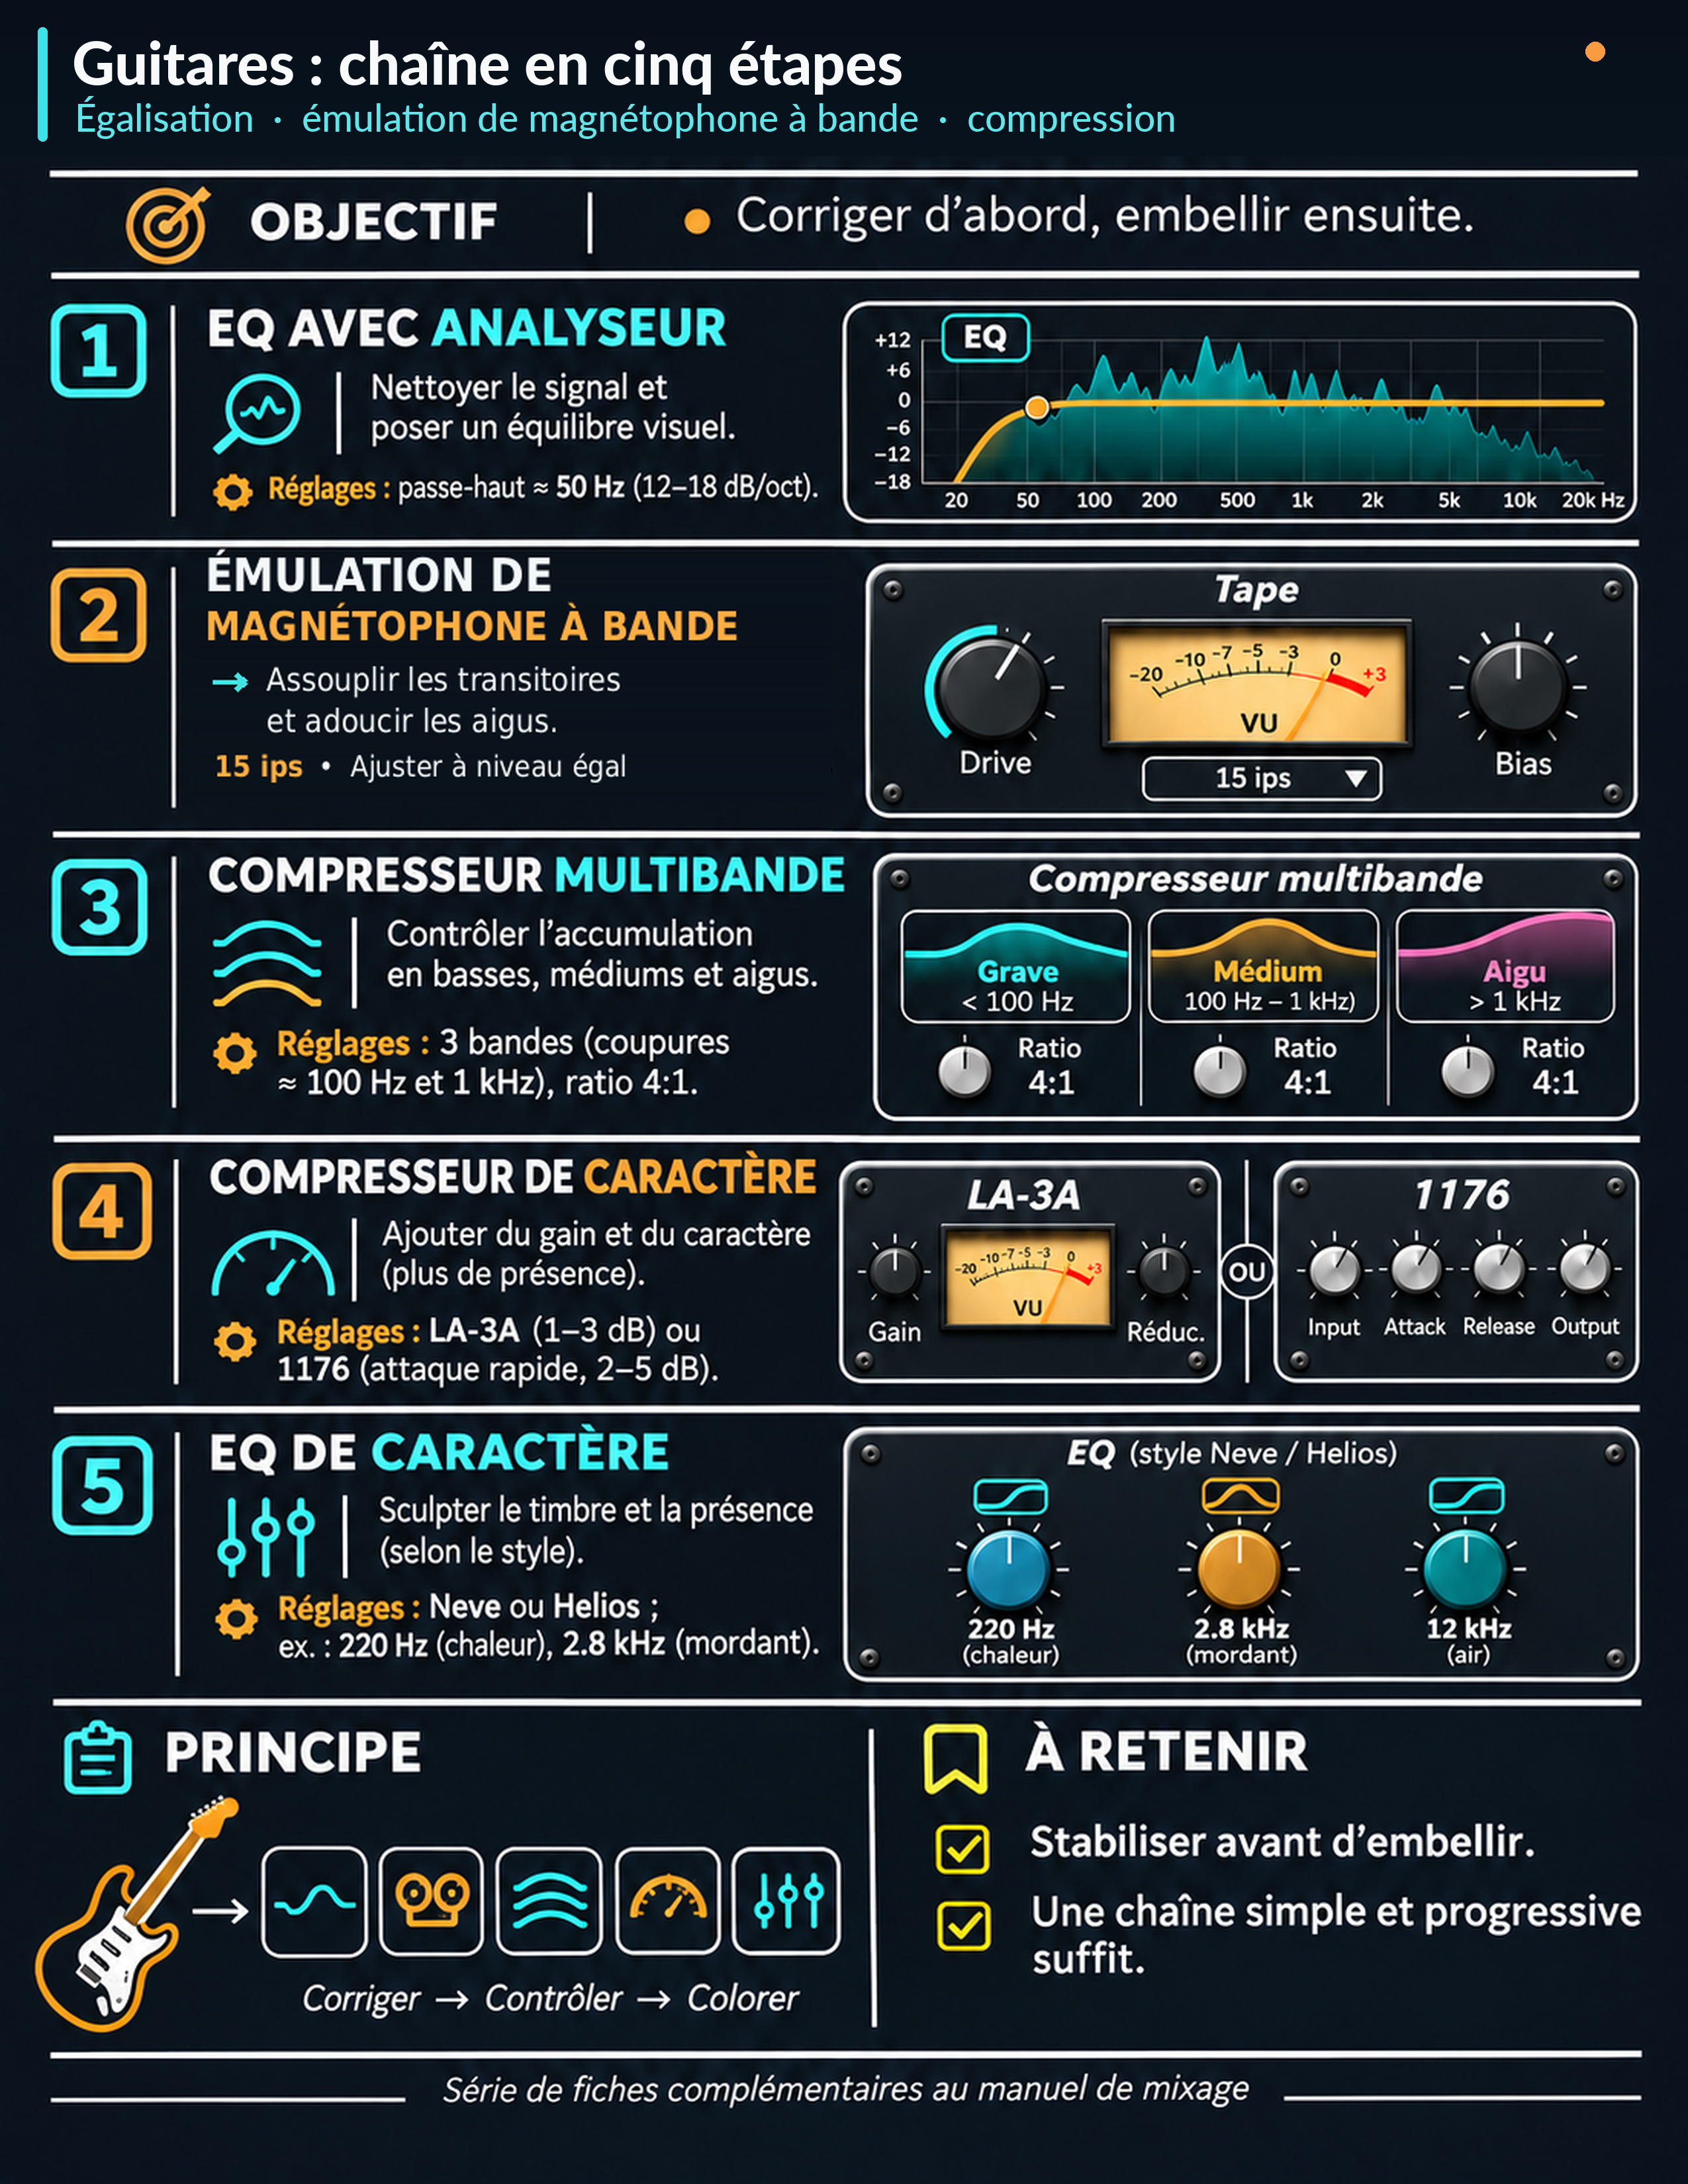 Guitares : chaîne en cinq étapes
Égalisation · émulation de magnétophone à bande · compression
OBJECTIF
• Corriger d’abord, embellir ensuite.
1
EQ AVEC ANALYSEUR
Nettoyer le signal et
poser un équilibre visuel.
Réglages : passe-haut ≈ 50 Hz (12–18 dB/oct).
EQ
+12
+6
0
−6
−12
−18
20 50 100 200 500 1k 2k 5k 10k 20k Hz
2
ÉMULATION DE
MAGNÉTOPHONE À BANDE
→ Assouplir les transitoires
et adoucir les aigus.
15 ips • Ajuster à niveau égal
Tape
−20 −10 −7 −5 −3 0 +3
VU
Drive
15 ips
Bias
3
COMPRESSEUR MULTIBANDE
Contrôler l’accumulation
en basses, médiums et aigus.
Réglages : 3 bandes (coupures
≈ 100 Hz et 1 kHz), ratio 4:1.
Compresseur multibande
Grave
< 100 Hz
Ratio
4:1
Médium
100 Hz – 1 kHz)
Ratio
4:1
Aigu
> 1 kHz
Ratio
4:1
4
COMPRESSEUR DE CARACTÈRE
Ajouter du gain et du caractère
(plus de présence).
Réglages : LA-3A (1–3 dB) ou
1176 (attaque rapide, 2–5 dB).
LA-3A
−20 −10 −7 −5 −3 0 +3
VU
Gain
Réduc.
OU
1176
Input Attack Release Output
5
EQ DE CARACTÈRE
Sculpter le timbre et la présence
(selon le style).
Réglages : Neve ou Helios ;
ex. : 220 Hz (chaleur), 2.8 kHz (mordant).
EQ (style Neve / Helios)
220 Hz
(chaleur)
2.8 kHz
(mordant)
12 kHz
(air)
PRINCIPE
Corriger → Contrôler → Colorer
À RETENIR
Stabiliser avant d’embellir.
Une chaîne simple et progressive
suffit.
Série de fiches complémentaires au manuel de mixage